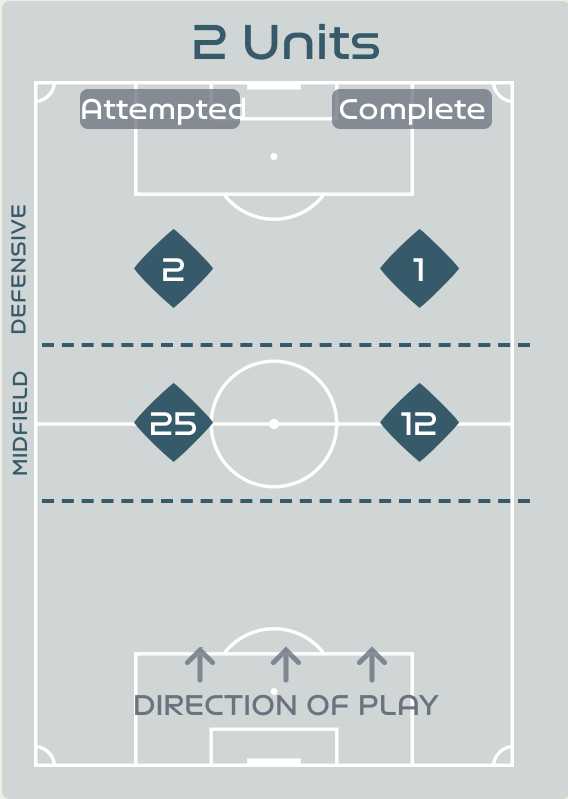 2 Units
Attempted
Complete
DEFENSIVE
2
1
MIDFIELD
25
12
DIRECTION OF PLAY